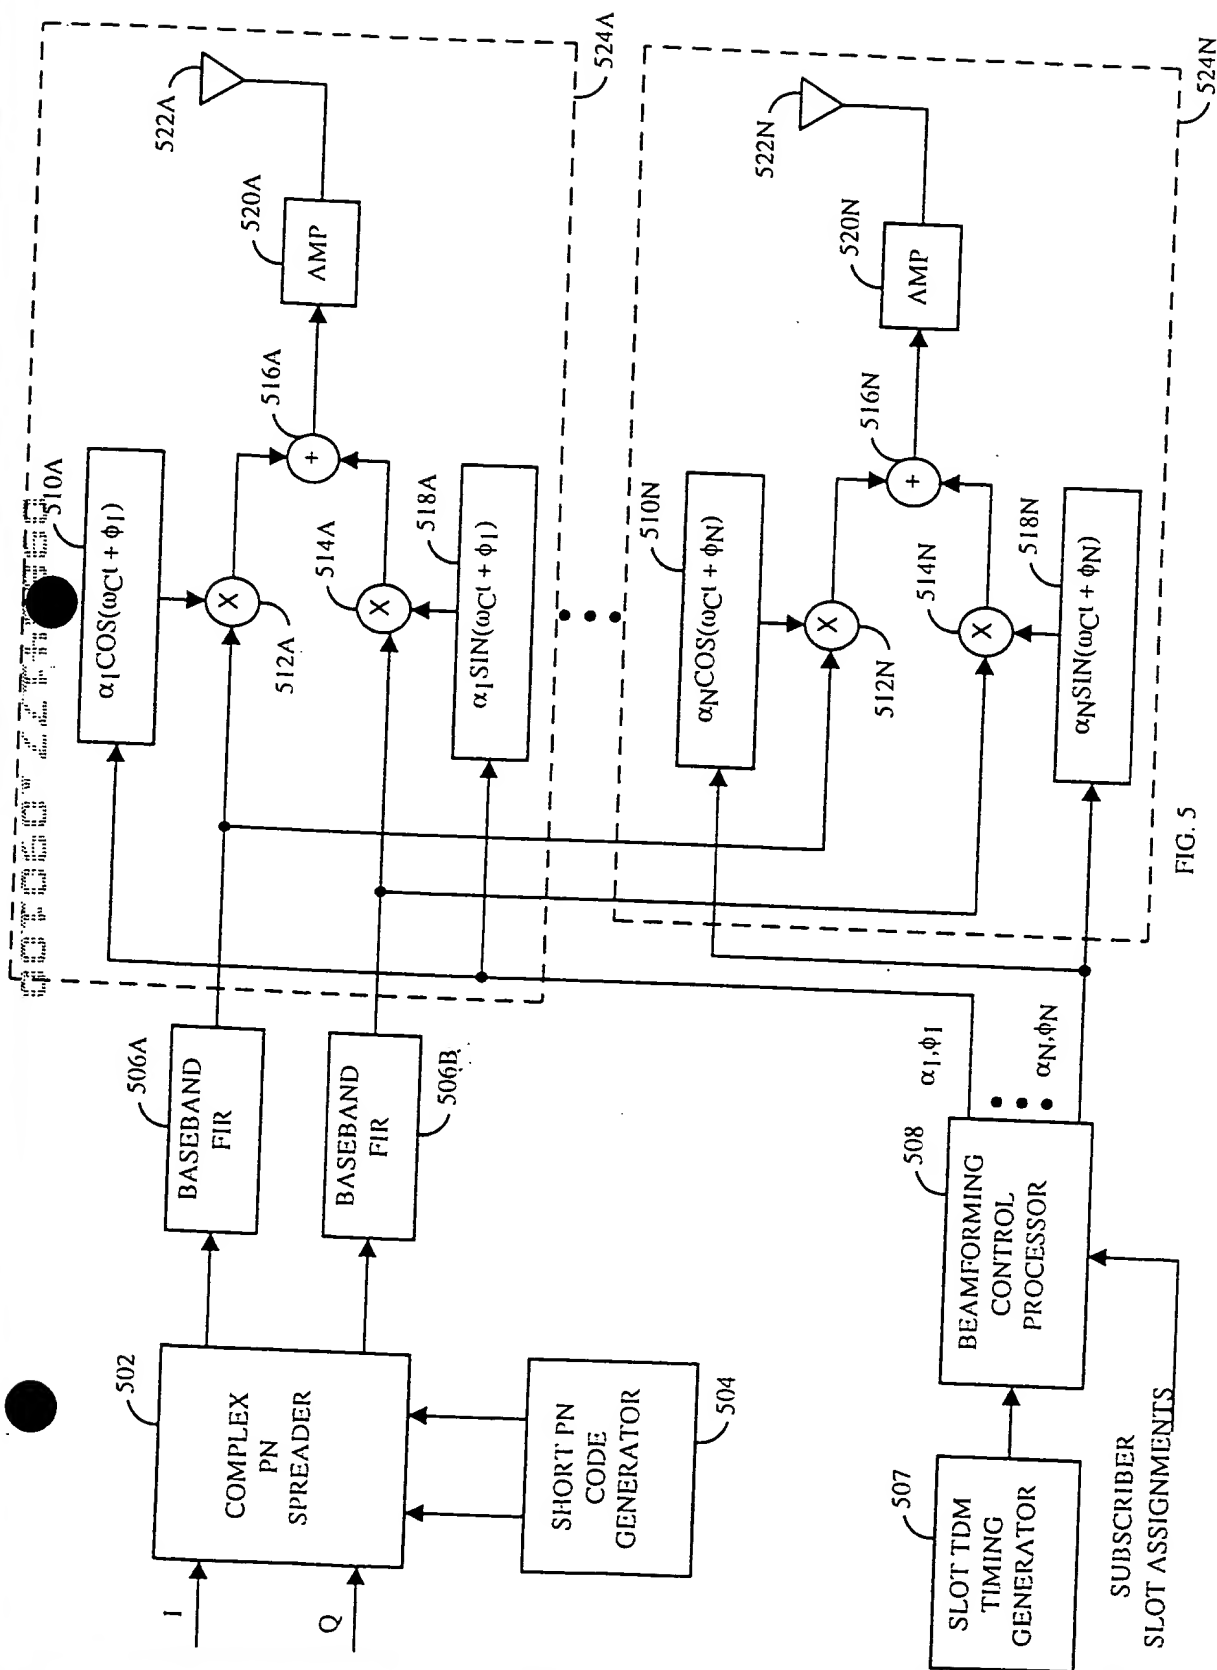 I
Q
COMPLEX
PN
SPREADER
502
SHORT PN
CODE
GENERATOR
504
BASEBAND
FIR
506A
BASEBAND
FIR
506B
SLOT TDM
TIMING
GENERATOR
507
SUBSCRIBER
SLOT ASSIGNMENTS
BEAMFORMING
CONTROL
PROCESSOR
508
α1,ϕ1
αN,ϕN
α1COS(ωCt + ϕ1)
510A
X
512A
X
514A
α1SIN(ωCt + ϕ1)
518A
+
516A
AMP
520A
522A
524A
αNCOS(ωCt + ϕN)
510N
X
512N
X
514N
αNSIN(ωCt + ϕN)
518N
+
516N
AMP
520N
522N
524N
FIG. 5